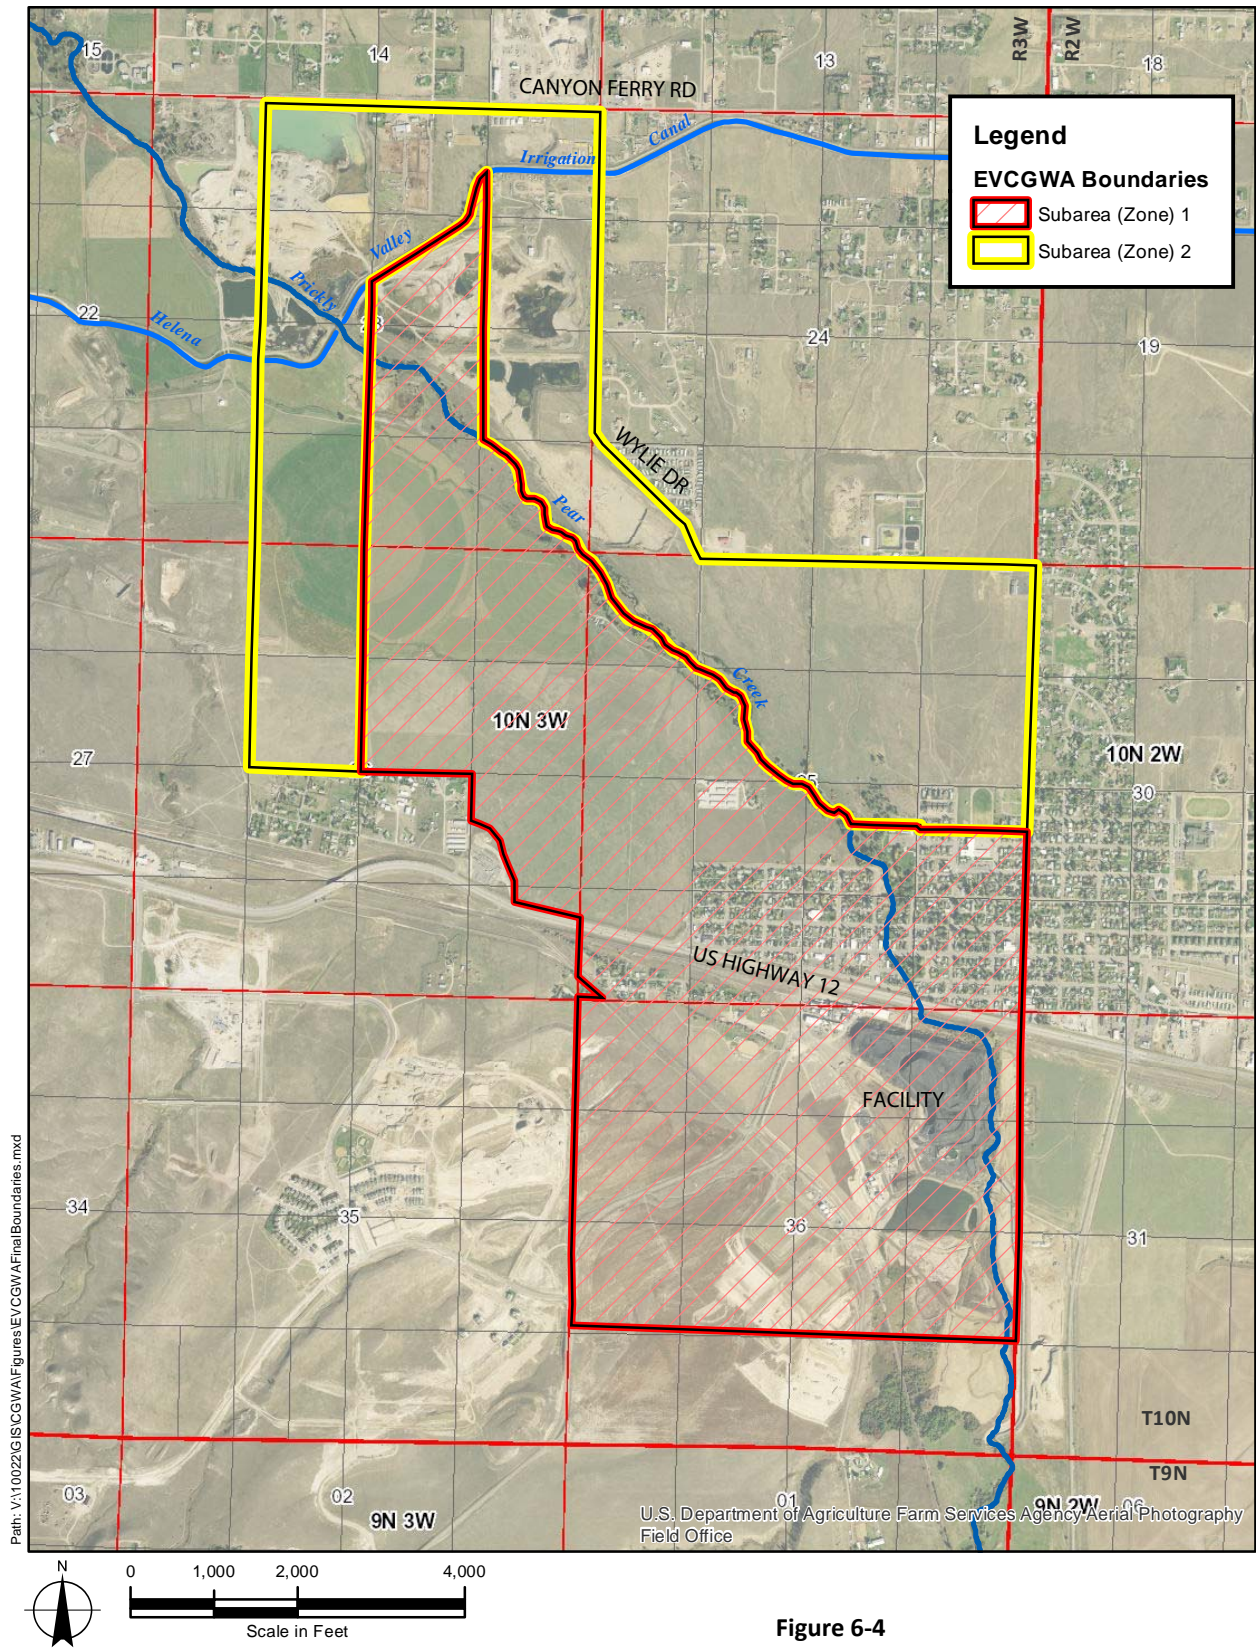 15
14
13
R3W
R2W
18
CANYON FERRY RD
Irrigation
Canal
Legend
EVCGWA Boundaries
Subarea (Zone) 1
Subarea (Zone) 2
Valley
Prickly
Helena
22
23
24
19
WYLIE DR
Pear
Creek
10N 3W
27
25
10N 2W
30
US HIGHWAY 12
FACILITY
34
35
36
31
T10N
T9N
03
02
01
06
9N 3W
9N 2W
U.S. Department of Agriculture Farm Services Agency Aerial Photography
Field Office
Path: V:\10022\GIS\CGWA\Figures\EVCGWAFinalBoundaries.mxd
N
0 1,000 2,000 4,000
Scale in Feet
Figure 6-4